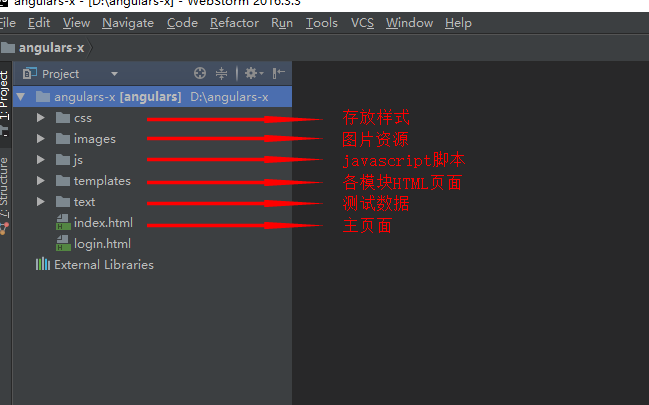 angulars-x - [D:\angulars-x] - WebStorm 2016.3.3
File Edit View Navigate Code Refactor Run Tools VCS Window Help
angulars-x
1: Project
Project
angulars-x [angulars] D:\angulars-x
css 存放样式
images 图片资源
js javascript脚本
templates 各模块HTML页面
text 测试数据
index.html 主页面
login.html
External Libraries
7: Structure